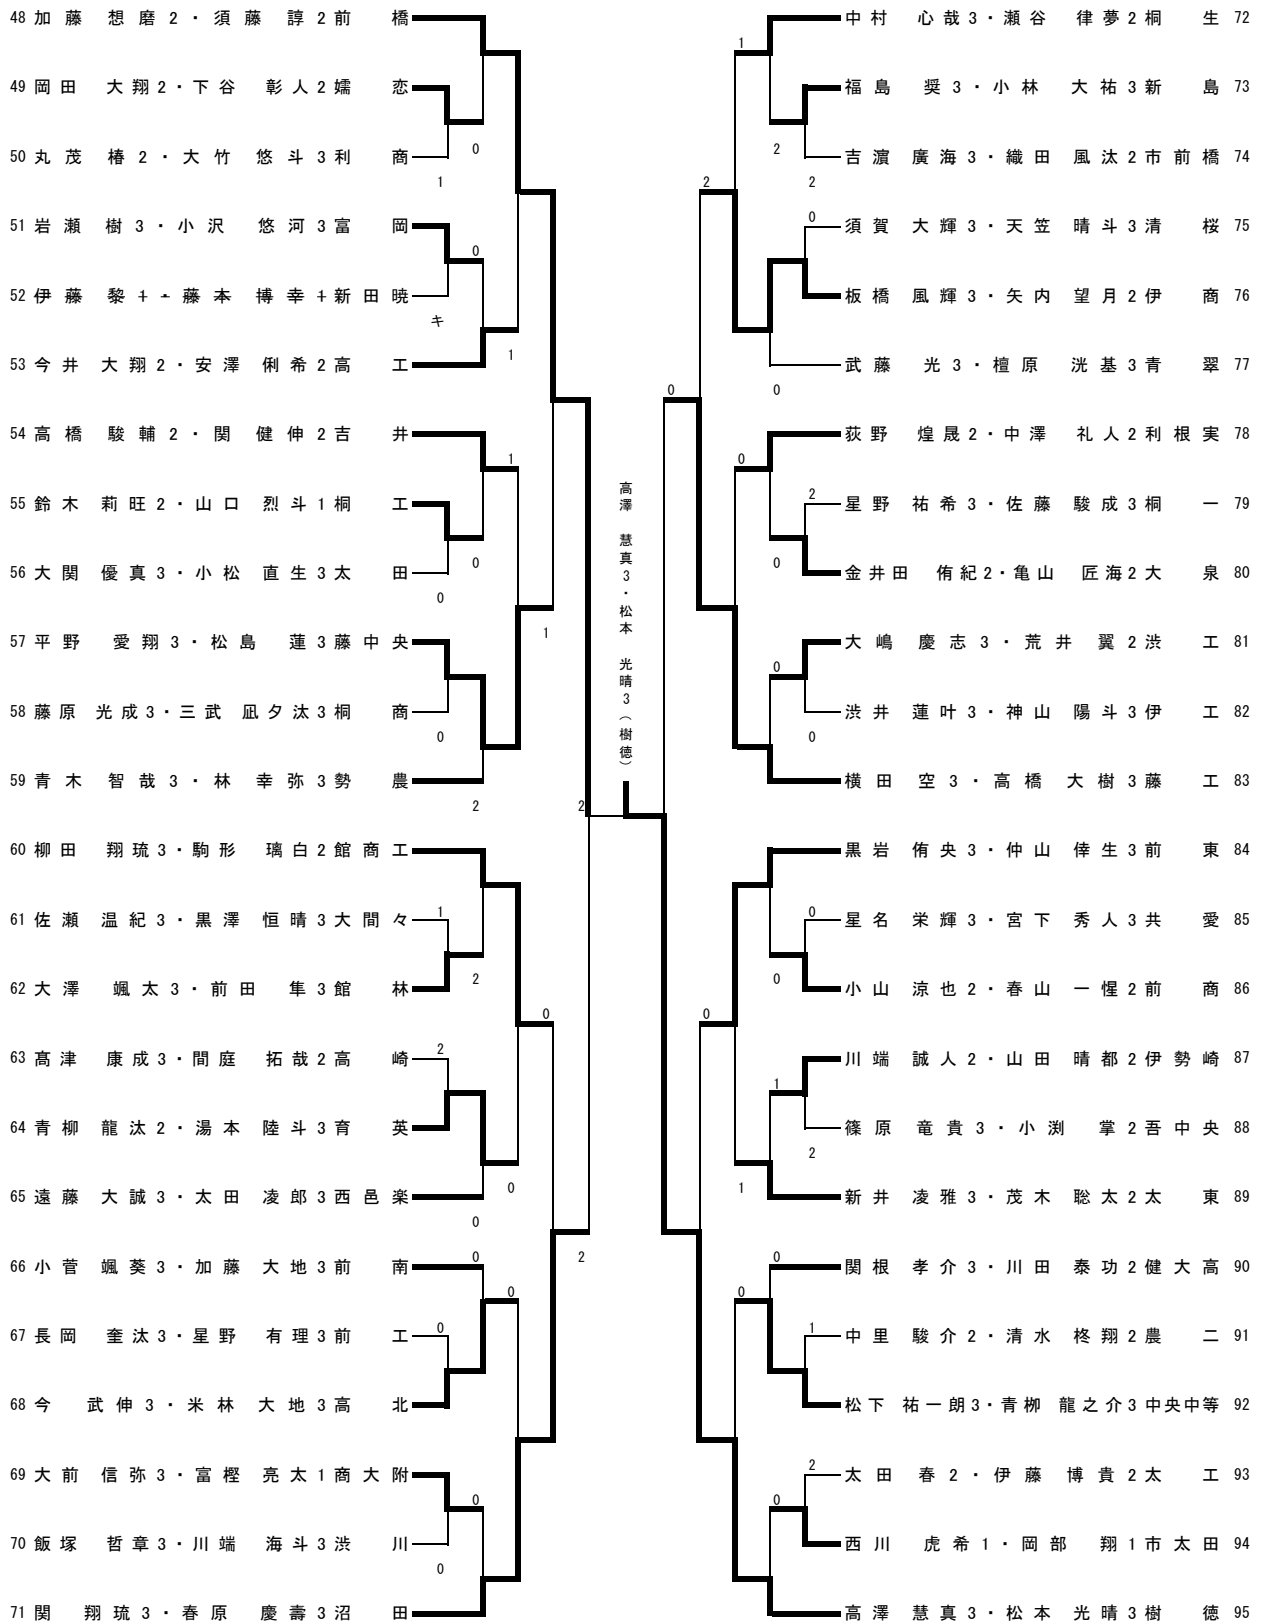 48 加藤 想磨2・須藤 諄2 前橋
49 岡田 大翔2・下谷 彰人2 嬬恋
0
50 丸茂 椿2・大竹 悠斗3 利商
1
51 岩瀬 樹3・小沢 悠河3 富岡
0
52 伊藤 黎1・藤本 博幸1 新田暁
キ
1
53 今井 大翔2・安澤 俐希2 高工
54 高橋 駿輔2・関 健伸2 吉井
1
55 鈴木 莉旺2・山口 烈斗1 桐工
0
56 大関 優真3・小松 直生3 太田
0
1
57 平野 愛翔3・松島 蓮3 藤中央
58 藤原 光成3・三武 凪夕汰3 桐商
0
59 青木 智哉3・林 幸弥3 勢農
2
2
60 柳田 翔琉3・駒形 璃白2 館商工
61 佐瀬 温紀3・黒澤 恒晴3 大間々
1
62 大澤 颯太3・前田 隼3 館林
2
0
63 髙津 康成3・間庭 拓哉2 高崎
2
64 青柳 龍汰2・湯本 陸斗3 育英
0
65 遠藤 大誠3・太田 凌郎3 西邑楽
0
66 小菅 颯葵3・加藤 大地3 前南
0
2
0
67 長岡 奎汰3・星野 有理3 前工
0
68 今 武伸3・米林 大地3 高北
69 大前 信弥3・富樫 亮太1 商大附
0
70 飯塚 哲章3・川端 海斗3 渋川
0
71 関 翔琉3・春原 慶壽3 沼田
高澤 慧真3・松本 光晴3(樹徳)
中村 心哉3・瀬谷 律夢2 桐生 72
1
福島 奨3・小林 大祐3 新島 73
2
吉濵 廣海3・織田 風汰2 市前橋 74
2
2
須賀 大輝3・天笠 晴斗3 清桜 75
0
板橋 風輝3・矢内 望月2 伊商 76
武藤 光3・檀原 洸基3 青翠 77
0
0
荻野 煌晟2・中澤 礼人2 利根実 78
0
星野 祐希3・佐藤 駿成3 桐一 79
2
0
金井田 侑紀2・亀山 匠海2 大泉 80
大嶋 慶志3・荒井 翼2 渋工 81
0
渋井 蓮叶3・神山 陽斗3 伊工 82
0
横田 空3・高橋 大樹3 藤工 83
黒岩 侑央3・仲山 倖生3 前東 84
星名 栄輝3・宮下 秀人3 共愛 85
0
小山 涼也2・春山 一惺2 前商 86
0
0
川端 誠人2・山田 晴都2 伊勢崎 87
1
篠原 竜貴3・小渕 掌2 吾中央 88
2
新井 凌雅3・茂木 聡太2 太東 89
1
関根 孝介3・川田 泰功2 健大高 90
0
0
中里 駿介2・清水 柊翔2 農二 91
1
松下 祐一朗3・青栁 龍之介3 中央中等 92
太田 春2・伊藤 博貴2 太工 93
2
0
西川 虎希1・岡部 翔1 市太田 94
高澤 慧真3・松本 光晴3 樹徳 95